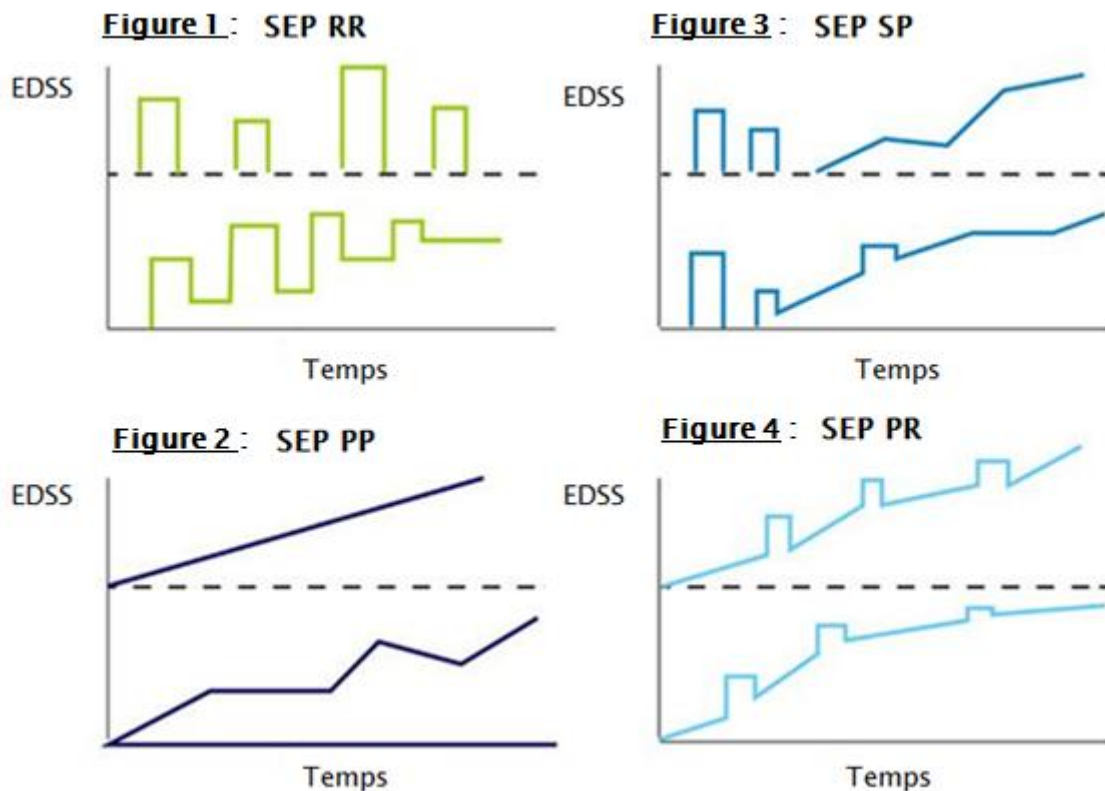 Figure 1 : SEP RR
EDSS
Temps
Figure 3 : SEP SP
EDSS
Temps
Figure 2 : SEP PP
EDSS
Temps
Figure 4 : SEP PR
EDSS
Temps